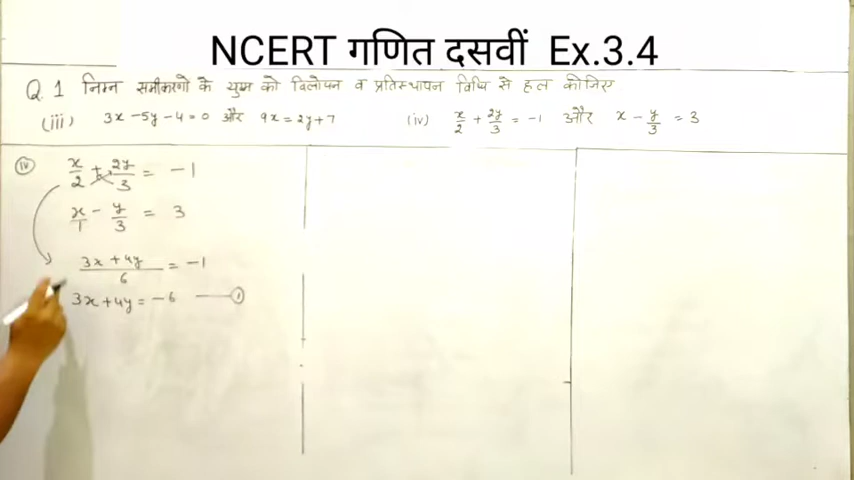 NCERT गणित दसवीं Ex.3.4
Q.1 निम्न समीकरणो के युग्म को विलोपन व प्रतिस्थापन विधि से हल कीजिए
(iii) 3x -5y -4 = 0 और 9x = 2y+7 (iv) x/2 + 2y/3 = -1 और x - y/3 = 3
(iv) x/2 + 2y/3 = -1
x/1 - y/3 = 3
3x + 4y/6 = -1
3x+4y = -6 —(1)